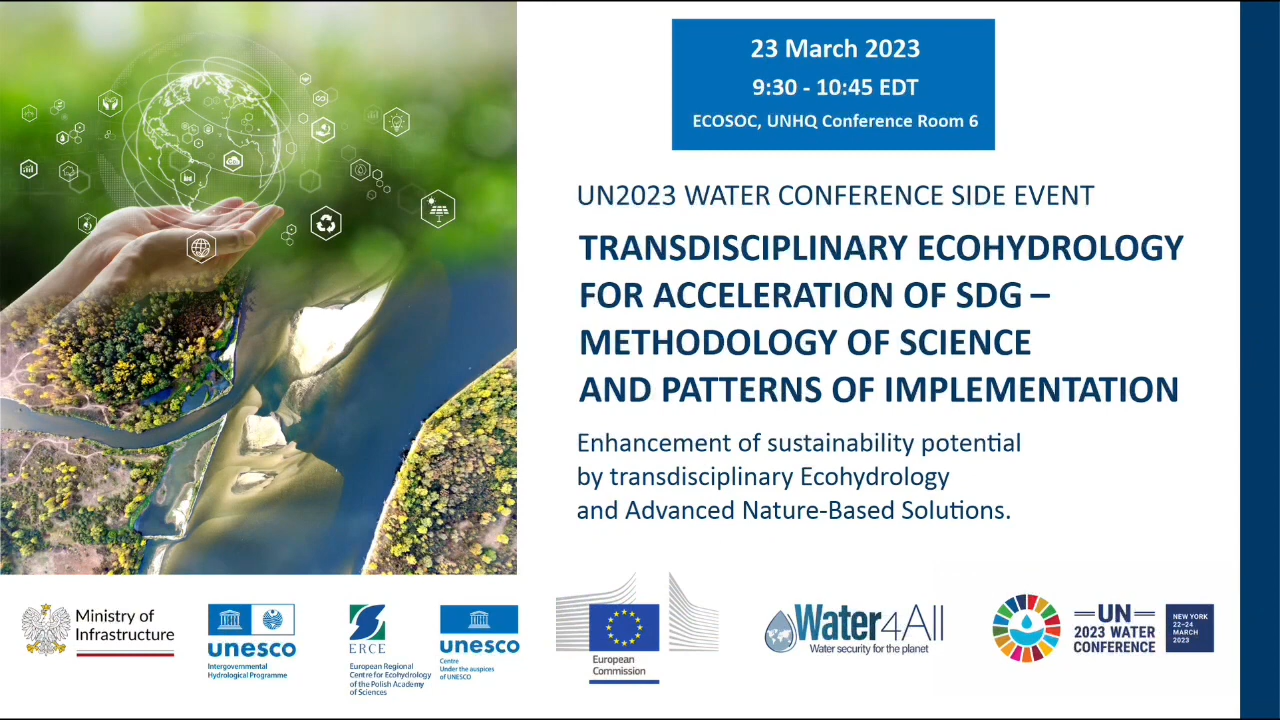 23 March 2023
9:30 - 10:45 EDT
ECOSOC, UNHQ Conference Room 6
UN2023 WATER CONFERENCE SIDE EVENT
TRANSDISCIPLINARY ECOHYDROLOGY
FOR ACCELERATION OF SDG –
METHODOLOGY OF SCIENCE
AND PATTERNS OF IMPLEMENTATION
Enhancement of sustainability potential
by transdisciplinary Ecohydrology
and Advanced Nature-Based Solutions.
Ministry of
Infrastructure
unesco
Intergovernmental
Hydrological Programme
ERCE
European Regional
Centre for Ecohydrology
of the Polish Academy
of Sciences
unesco
Centre
Under the auspices
of UNESCO
European
Commission
Water4All
Water security for the planet
UN
2023 WATER
CONFERENCE
NEW YORK
22–24
MARCH
2023